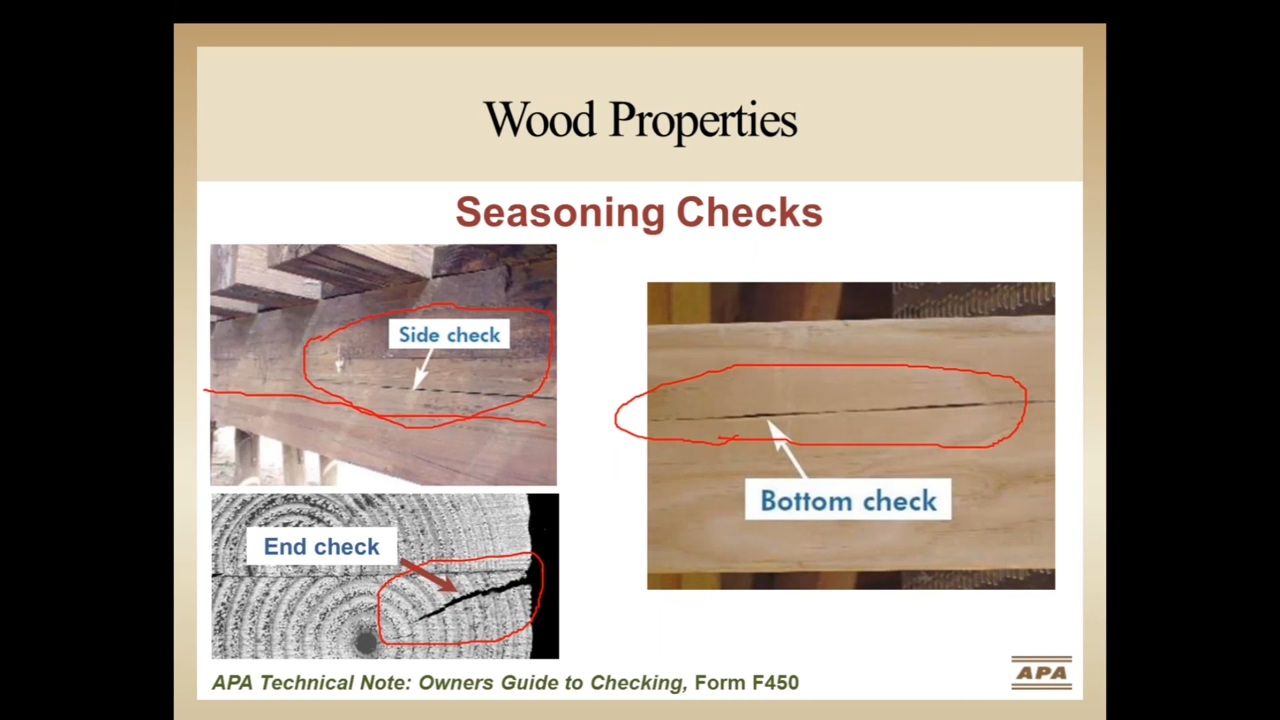 Wood Properties
Seasoning Checks
Side check
End check
Bottom check
APA Technical Note: Owners Guide to Checking, Form F450
APA